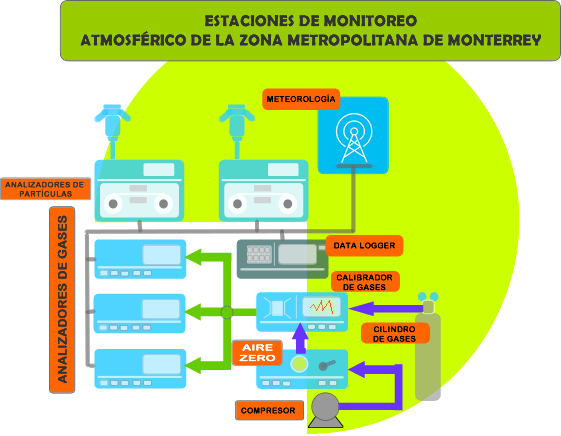 ESTACIONES DE MONITOREO
ATMOSFÉRICO DE LA ZONA METROPOLITANA DE MONTERREY
METEOROLOGÍA
ANALIZADORES DE
PARTÍCULAS
ANALIZADORES DE GASES
DATA LOGGER
CALIBRADOR
DE GASES
CILINDRO
DE GASES
AIRE
ZERO
COMPRESOR